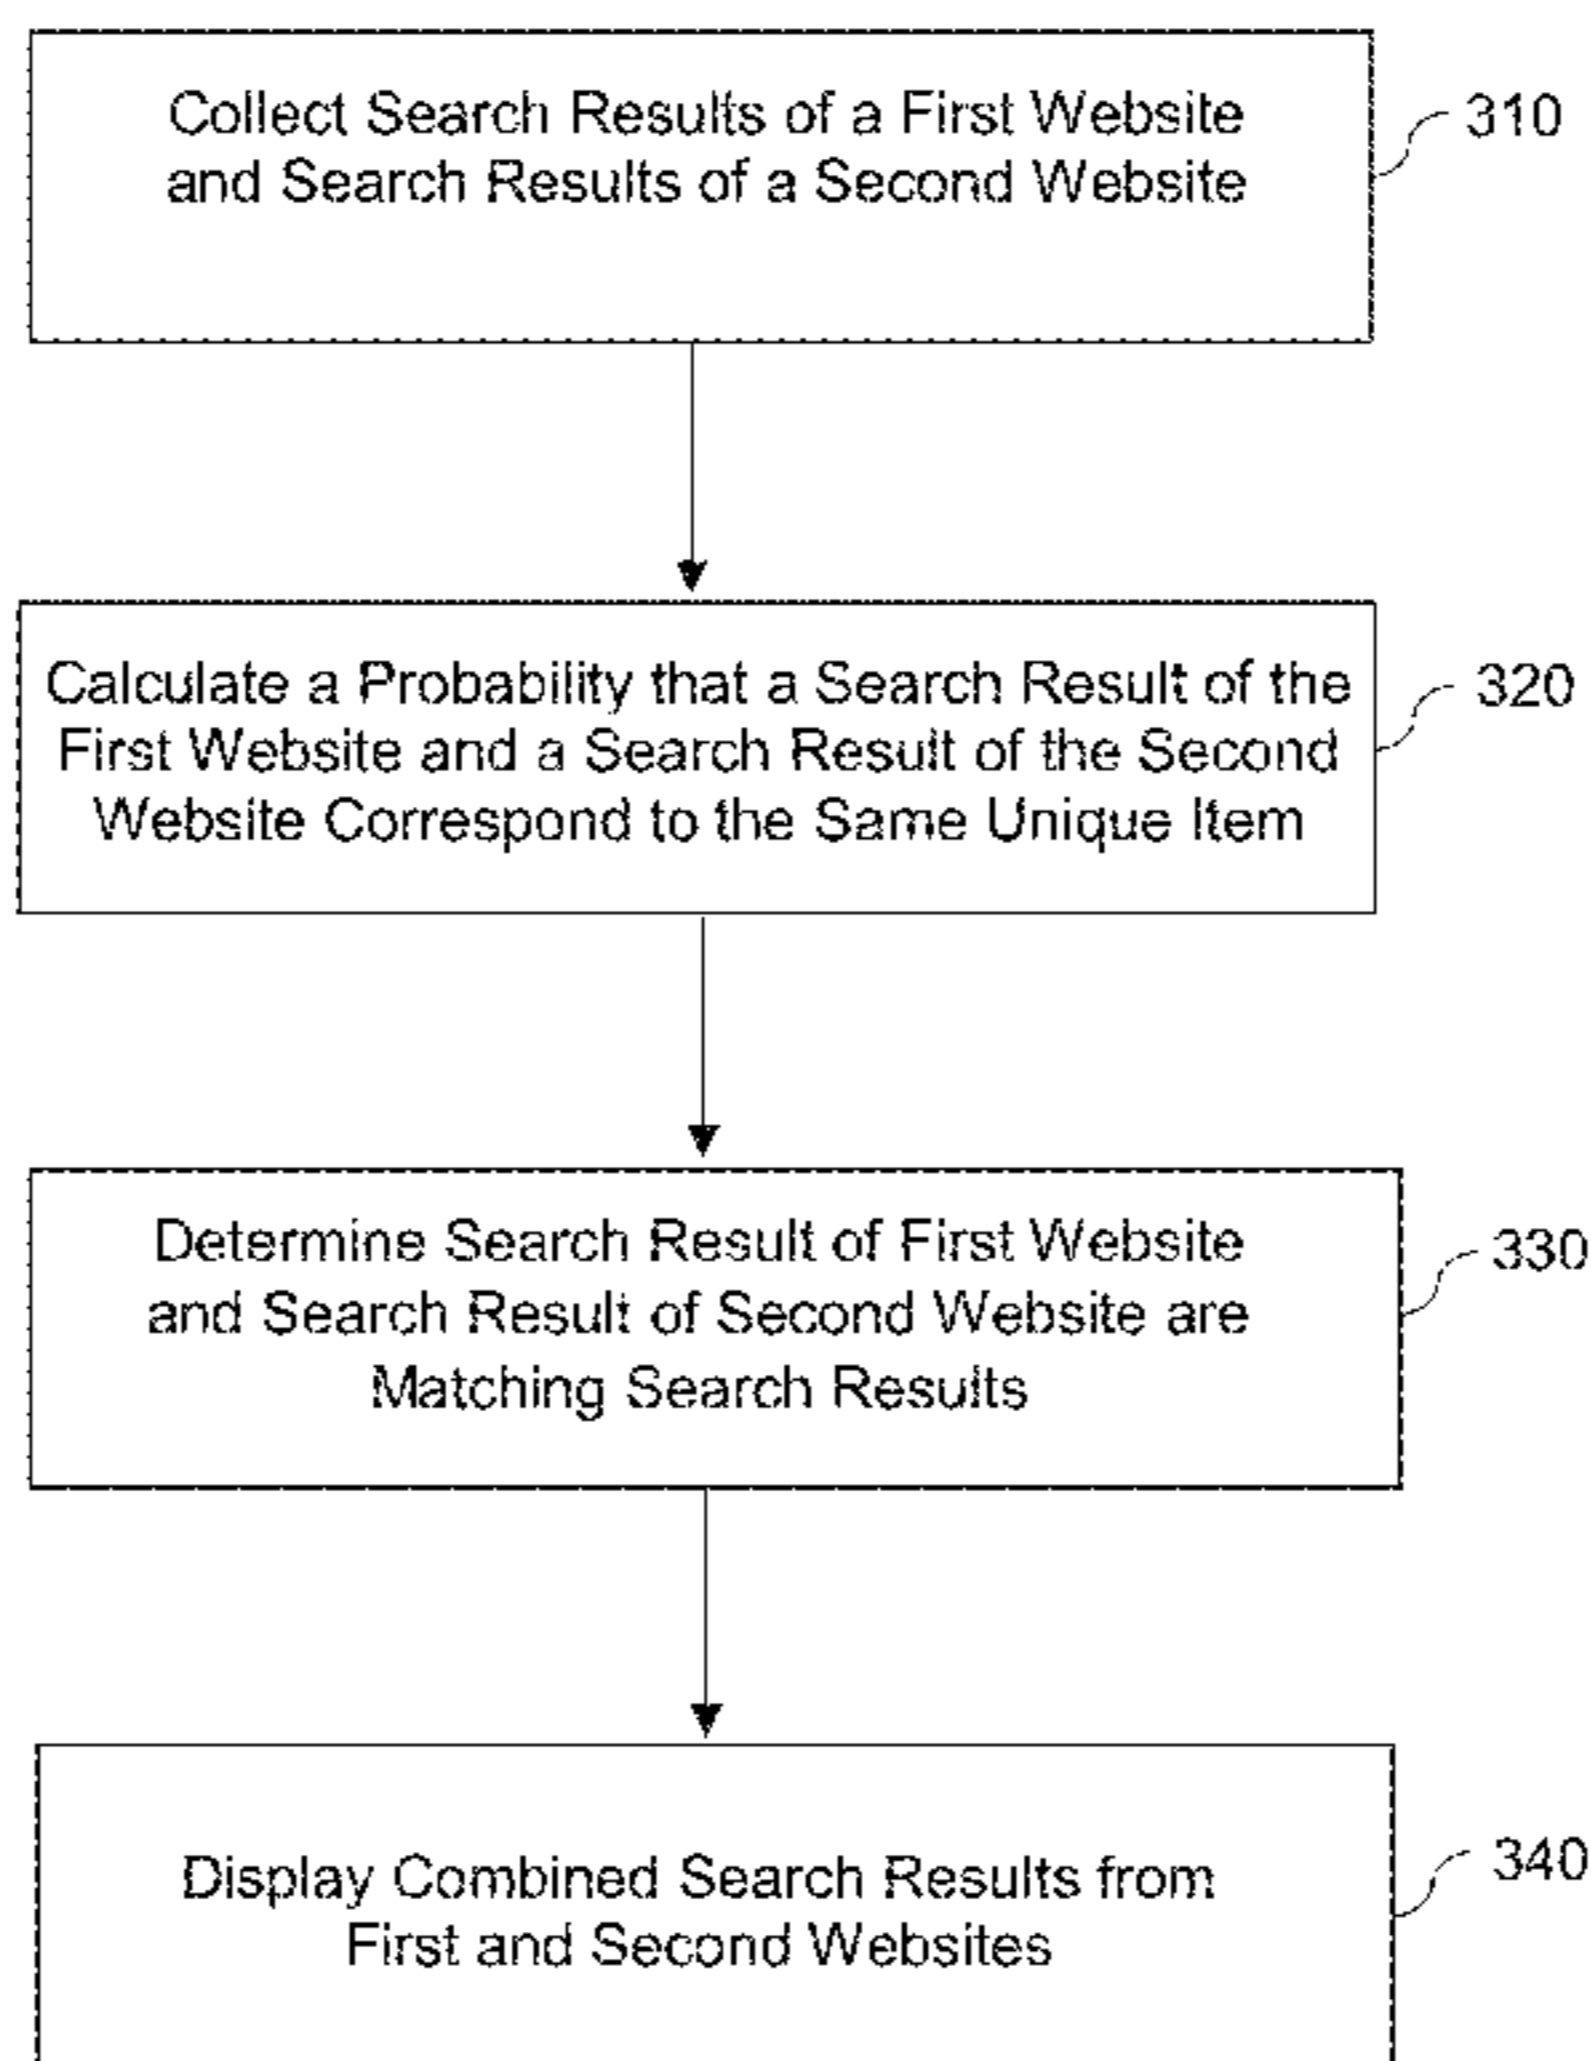 Collect Search Results of a First Website
and Search Results of a Second Website
310
Calculate a Probability that a Search Result of the
First Website and a Search Result of the Second
Website Correspond to the Same Unique Item
320
Determine Search Result of First Website
and Search Result of Second Website are
Matching Search Results
330
Display Combined Search Results from
First and Second Websites
340